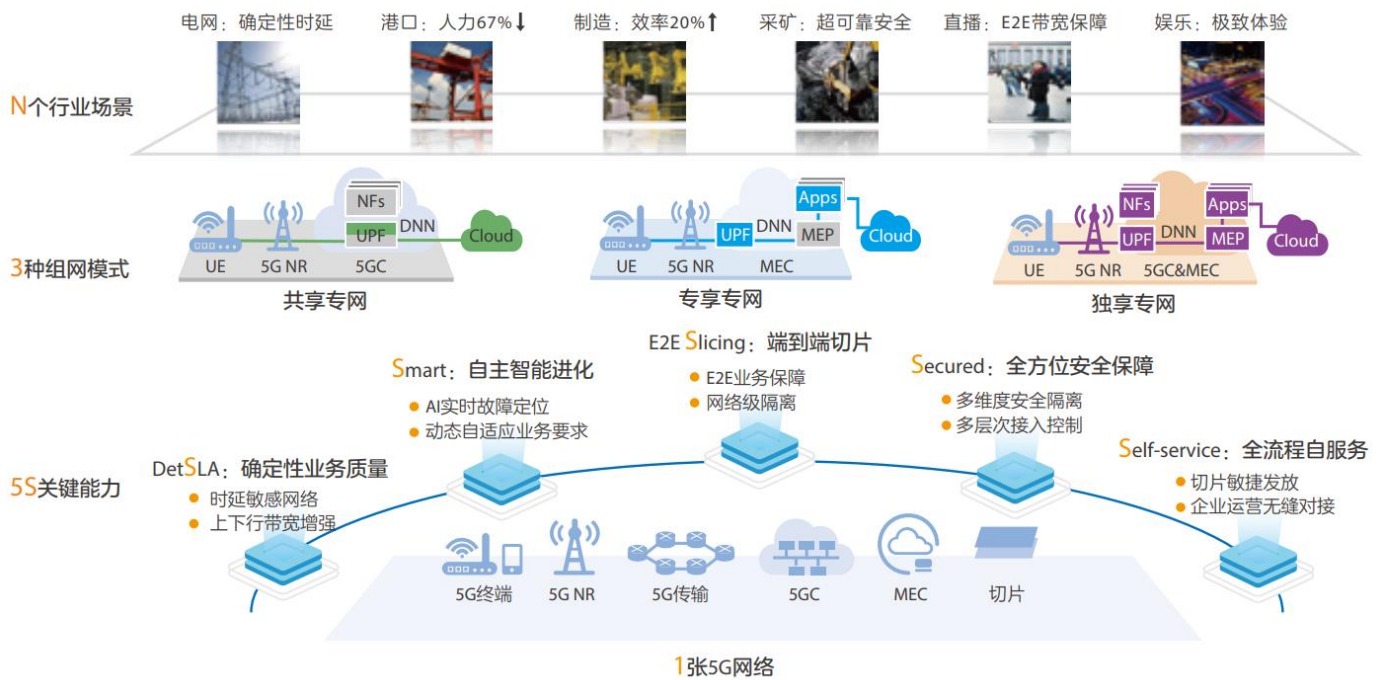 电网：确定性时延
港口：人力67%↓
制造：效率20%↑
采矿：超可靠安全
直播：E2E带宽保障
娱乐：极致体验
N个行业场景
3种组网模式
NFs
UPF
DNN
Cloud
UE
5G NR
5GC
共享专网
Apps
UPF
DNN
MEP
Cloud
UE
5G NR
MEC
专享专网
NFs
Apps
UPF
DNN
MEP
Cloud
UE
5G NR
5GC&MEC
独享专网
5S关键能力
DetSLA：确定性业务质量
时延敏感网络
上下行带宽增强
Smart：自主智能进化
AI实时故障定位
动态自适应业务要求
E2E Slicing：端到端切片
E2E业务保障
网络级隔离
Secured：全方位安全保障
多维度安全隔离
多层次接入控制
Self-service：全流程自服务
切片敏捷发放
企业运营无缝对接
5G终端
5G NR
5G传输
5GC
MEC
切片
1张5G网络